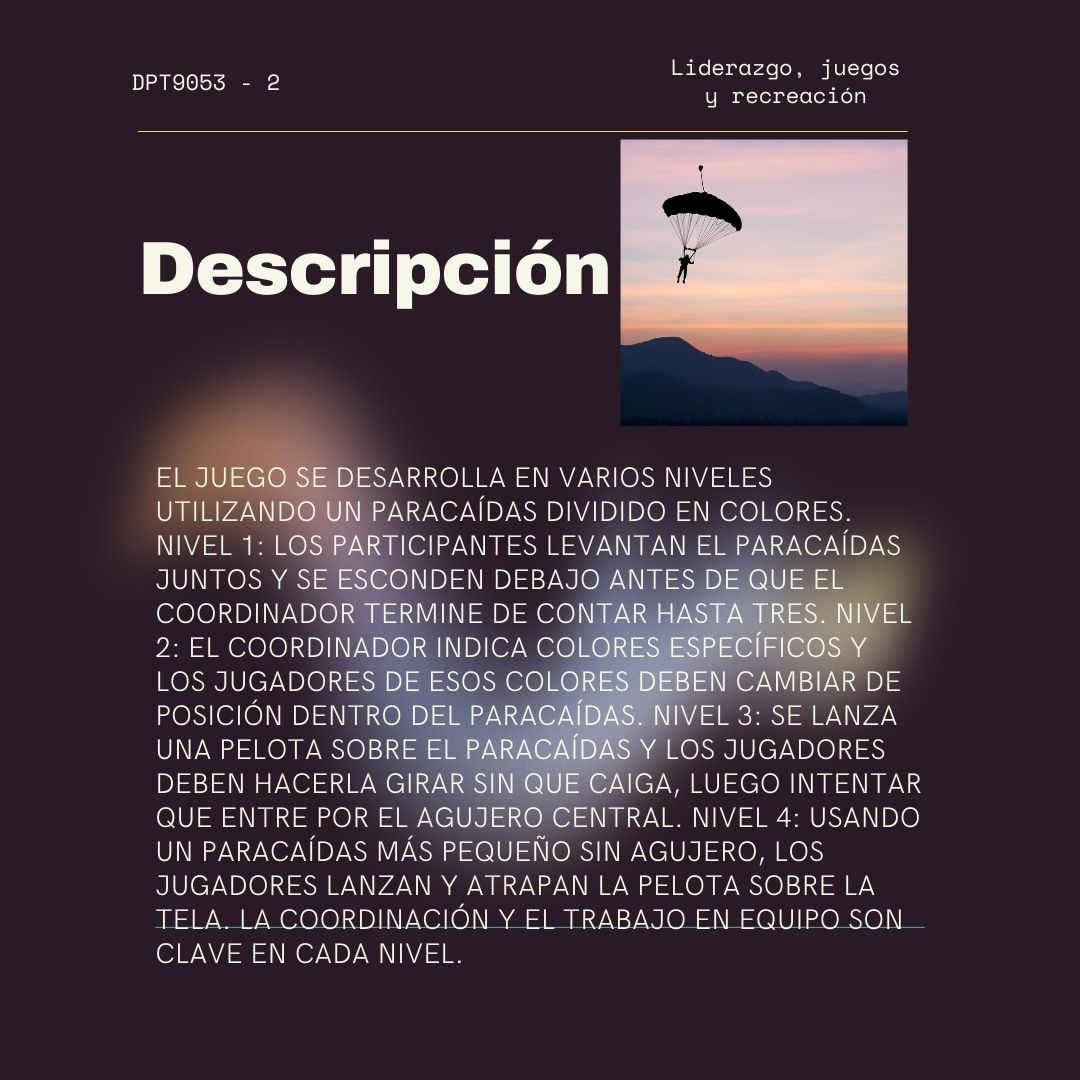 DPT9053 - 2
Liderazgo, juegos
y recreación
Descripción
EL JUEGO SE DESARROLLA EN VARIOS NIVELES
UTILIZANDO UN PARACAÍDAS DIVIDIDO EN COLORES.
NIVEL 1: LOS PARTICIPANTES LEVANTAN EL PARACAÍDAS
JUNTOS Y SE ESCONDEN DEBAJO ANTES DE QUE EL
COORDINADOR TERMINE DE CONTAR HASTA TRES. NIVEL
2: EL COORDINADOR INDICA COLORES ESPECÍFICOS Y
LOS JUGADORES DE ESOS COLORES DEBEN CAMBIAR DE
POSICIÓN DENTRO DEL PARACAÍDAS. NIVEL 3: SE LANZA
UNA PELOTA SOBRE EL PARACAÍDAS Y LOS JUGADORES
DEBEN HACERLA GIRAR SIN QUE CAIGA, LUEGO INTENTAR
QUE ENTRE POR EL AGUJERO CENTRAL. NIVEL 4: USANDO
UN PARACAÍDAS MÁS PEQUEÑO SIN AGUJERO, LOS
JUGADORES LANZAN Y ATRAPAN LA PELOTA SOBRE LA
TELA. LA COORDINACIÓN Y EL TRABAJO EN EQUIPO SON
CLAVE EN CADA NIVEL.